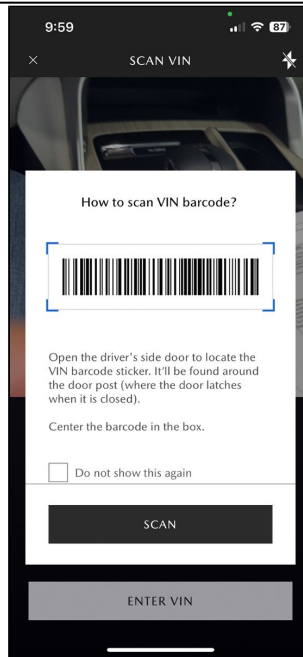 9:59
87
SCAN VIN
How to scan VIN barcode?
Open the driver's side door to locate the
VIN barcode sticker. It'll be found around
the door post (where the door latches
when it is closed).
Center the barcode in the box.
Do not show this again
SCAN
ENTER VIN